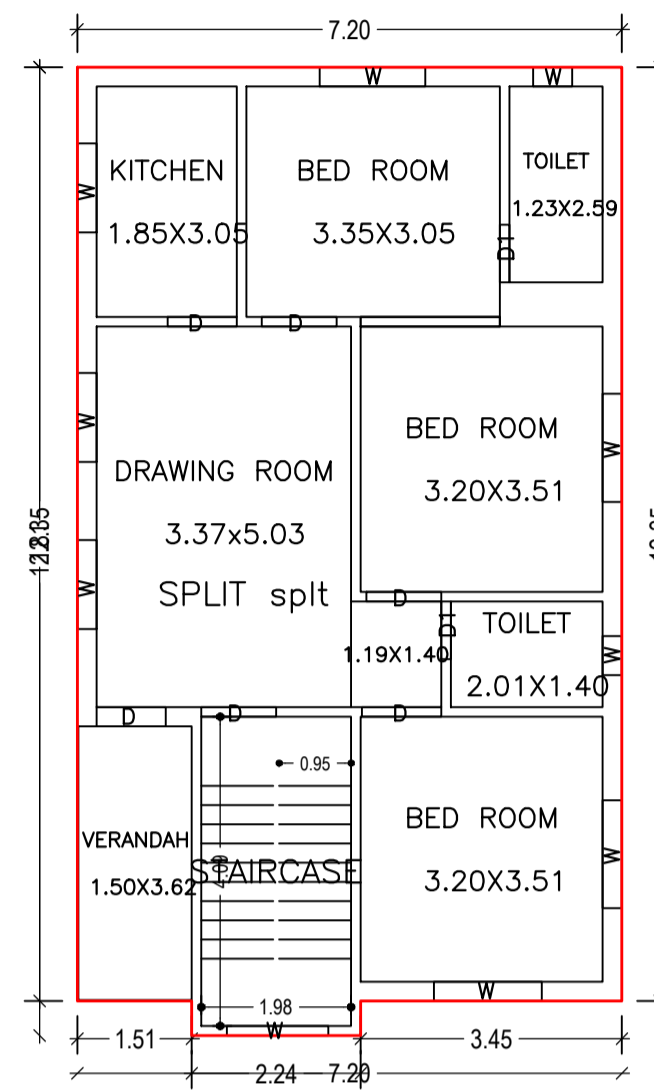 7.20
W
W
KITCHEN
BED ROOM
TOILET
1.85X3.05
3.35X3.05
1.23X2.59
W
D1
D
D
W
BED ROOM
W
DRAWING ROOM
3.20X3.51
3.37x5.03
SPLIT splt
W
D
D1
TOILET
1.19X1.40
W
2.01X1.40
D
D
D
0.95
VERANDAH
BED ROOM
STAIRCASE
4.09
W
1.50X3.62
3.20X3.51
W
1.98
W
1.51
3.45
2.24
7.20